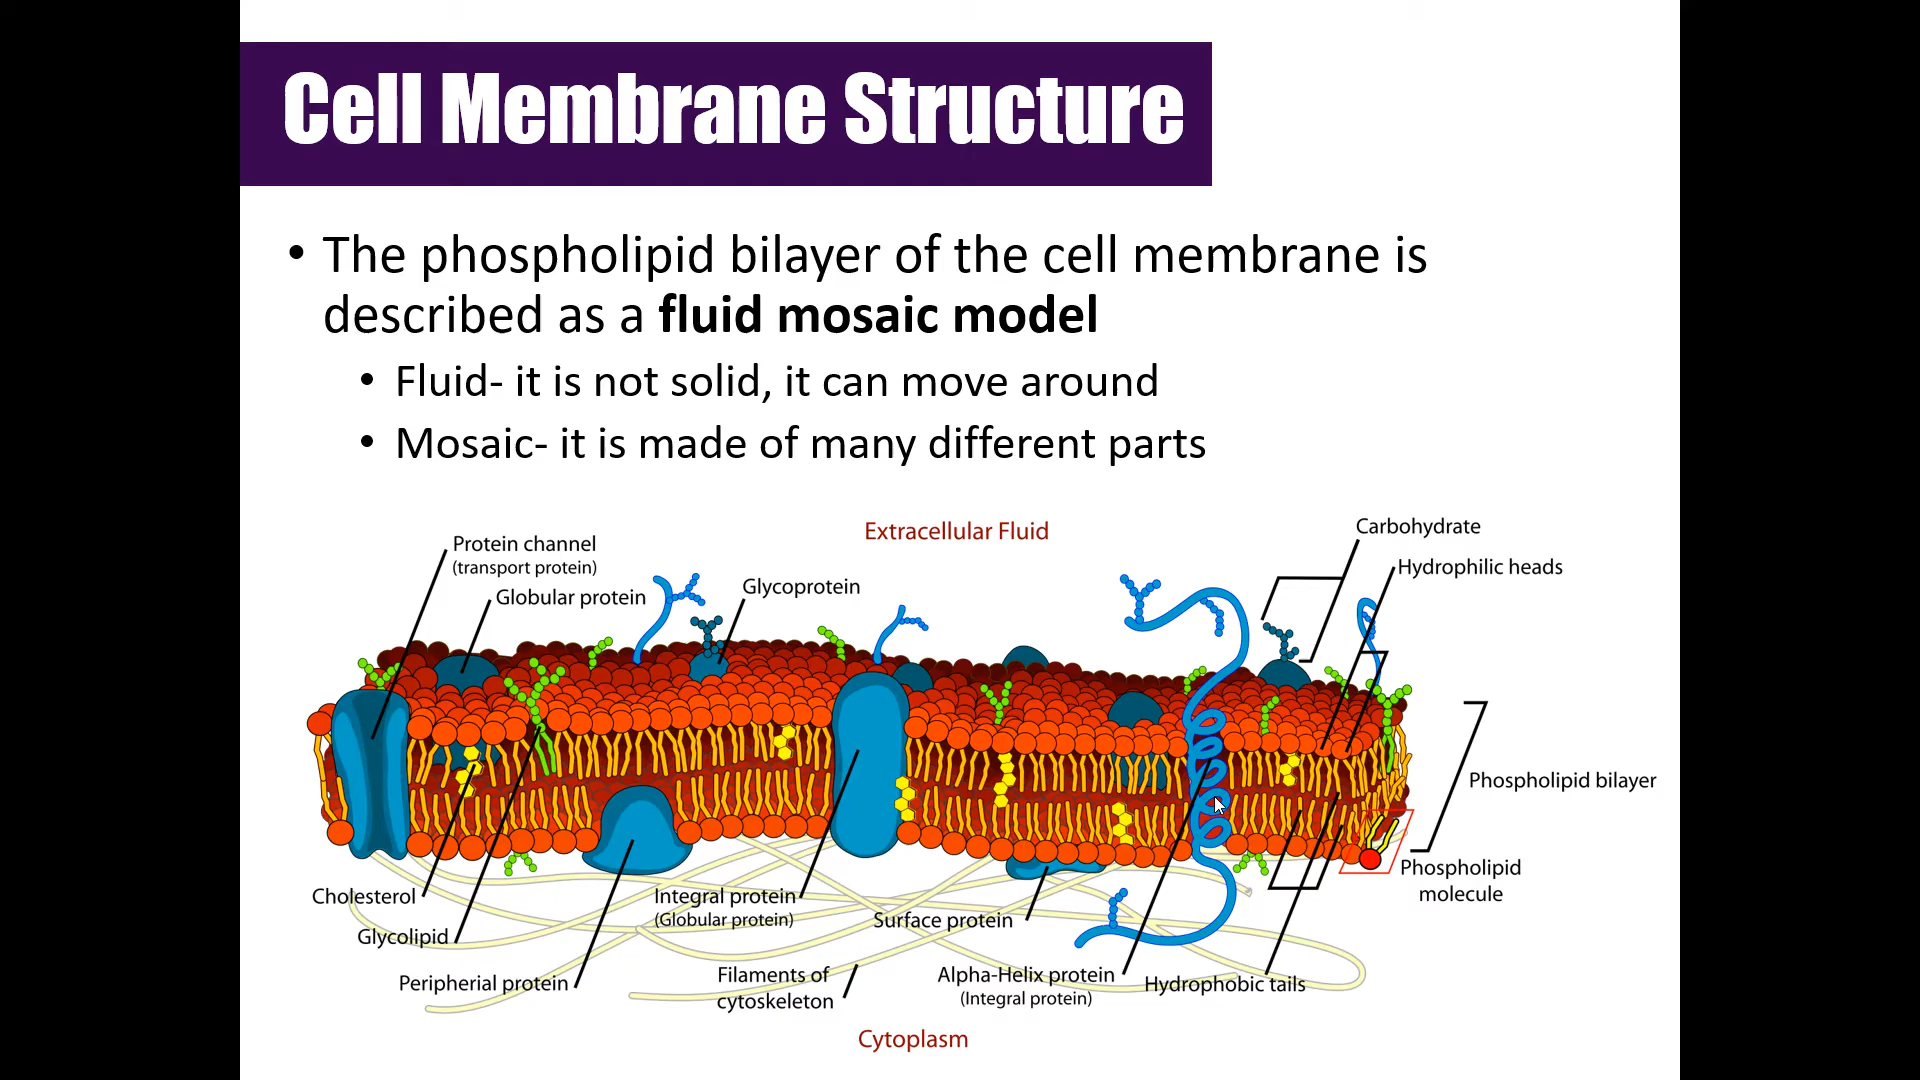 Cell Membrane Structure
• The phospholipid bilayer of the cell membrane is
described as a fluid mosaic model
• Fluid- it is not solid, it can move around
• Mosaic- it is made of many different parts
Extracellular Fluid
Carbohydrate
Hydrophilic heads
Protein channel
(transport protein)
Globular protein
Glycoprotein
Phospholipid bilayer
Phospholipid
molecule
Cholesterol
Glycolipid
Peripherial protein
Integral protein
(Globular protein)
Filaments of
cytoskeleton
Surface protein
Alpha-Helix protein
(Integral protein)
Hydrophobic tails
Cytoplasm